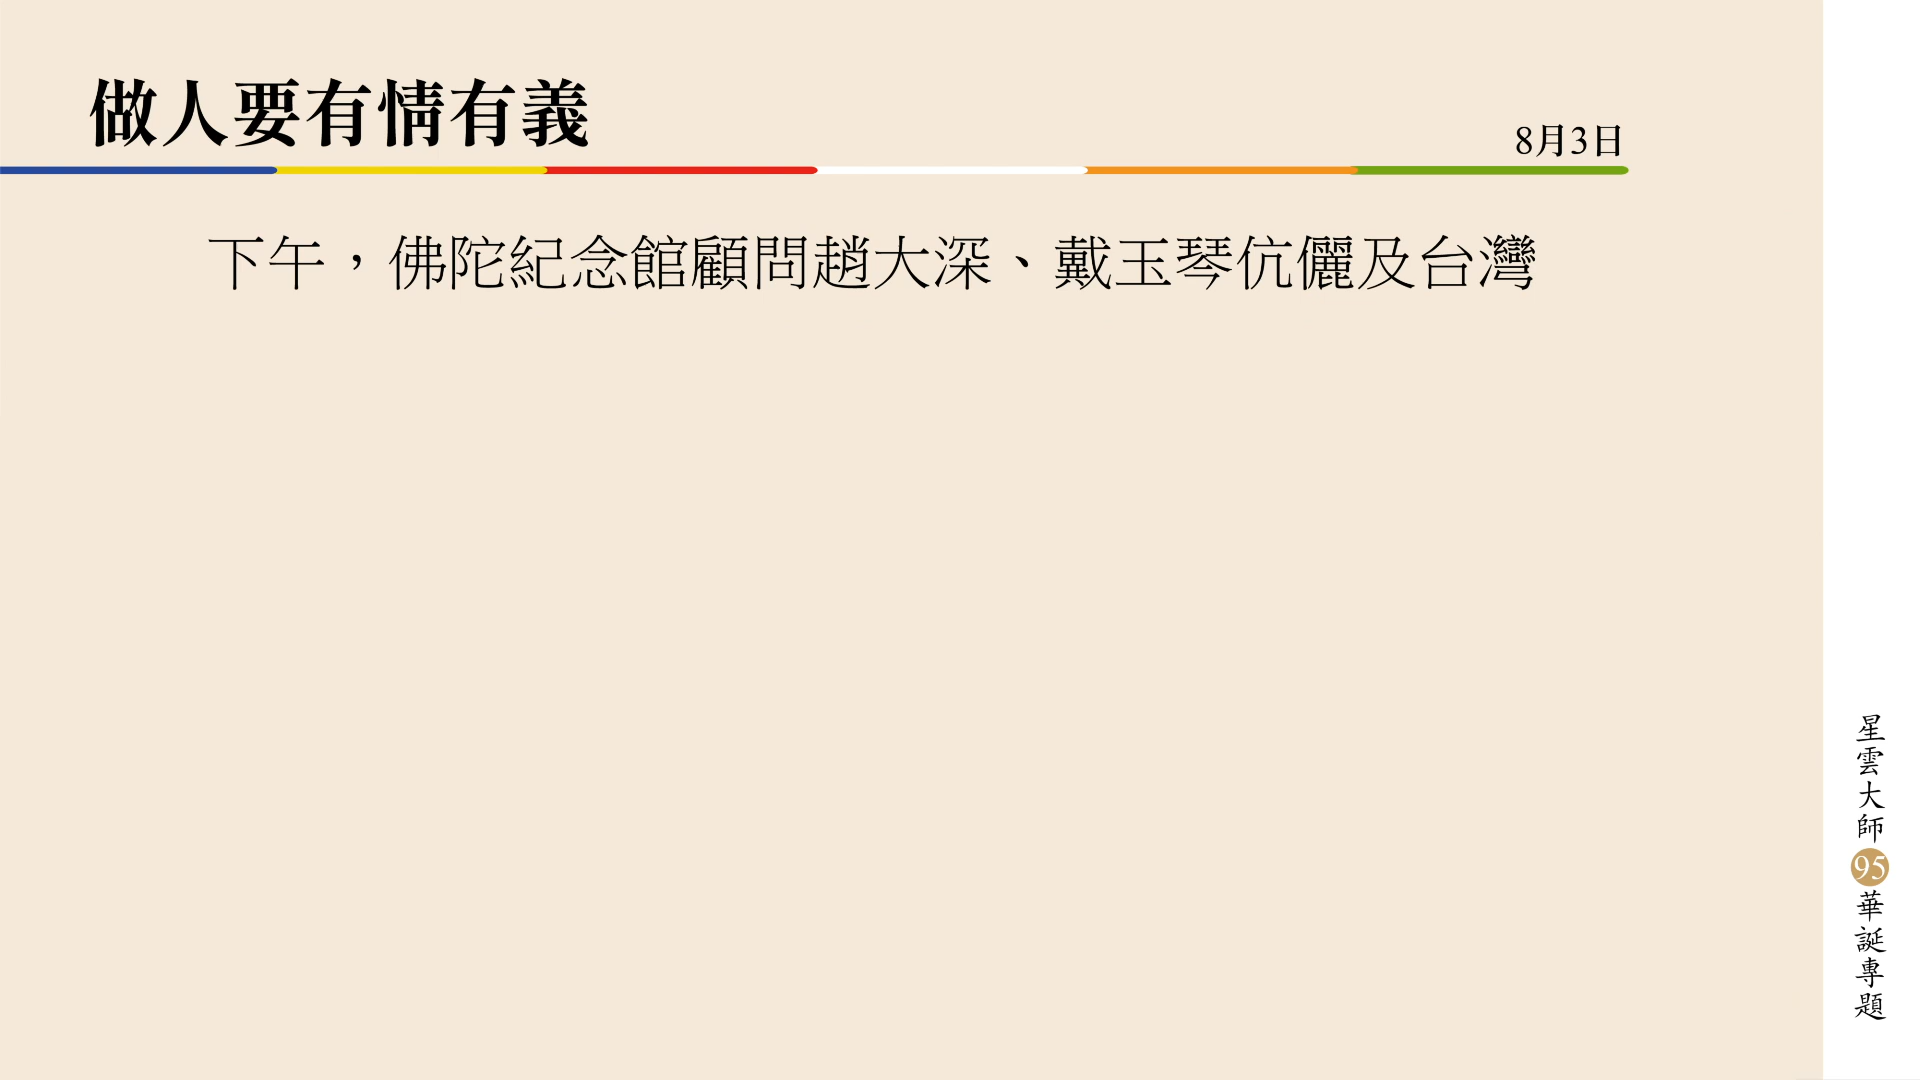 做人要有情有義
8月3日
下午，佛陀紀念館顧問趙大深、戴玉琴伉儷及台灣
星雲大師95華誕專題